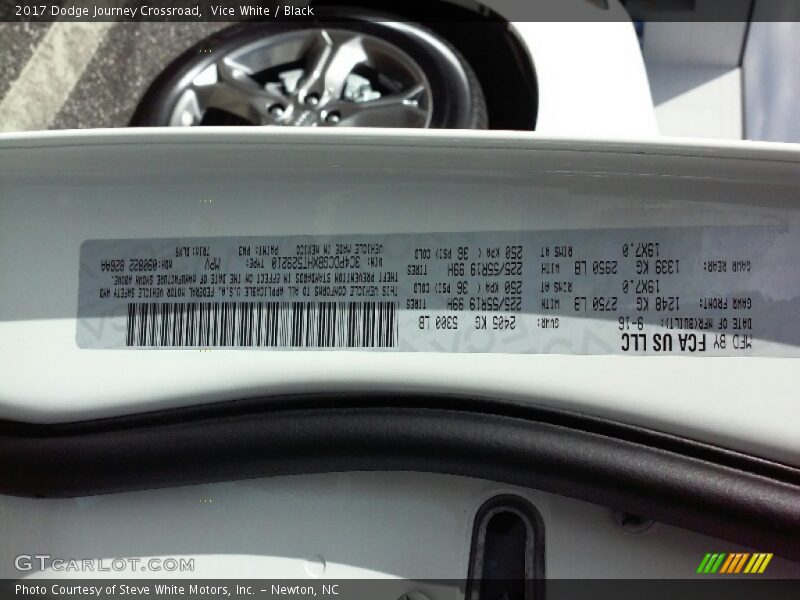 2017 Dodge Journey Crossroad, Vice White / Black
MFD BY FCA US LLC
DATE OF MFR(BUILT): 9-16 GVWR: 2405 KG 5300 LB
GAWR FRONT: 1248 KG 2750 LB WITH 225/55R19 99H TIRES
19X7.0 RIMS AT 250 KPA ( 36 PSI) COLD
GAWR REAR: 1339 KG 2950 LB WITH 225/55R19 99H TIRES
19X7.0 RIMS AT 250 KPA ( 36 PSI) COLD
THIS VEHICLE CONFORMS TO ALL APPLICABLE U.S.A. FEDERAL MOTOR VEHICLE SAFETY AND
THEFT PREVENTION STANDARDS IN EFFECT ON THE DATE OF MANUFACTURE SHOWN ABOVE.
VIN: TYPE: MPV MDH:
VEHICLE MADE IN MEXICO PAINT: PW3 TRIM:
GTCARLOT.COM
Photo Courtesy of Steve White Motors, Inc. – Newton, NC